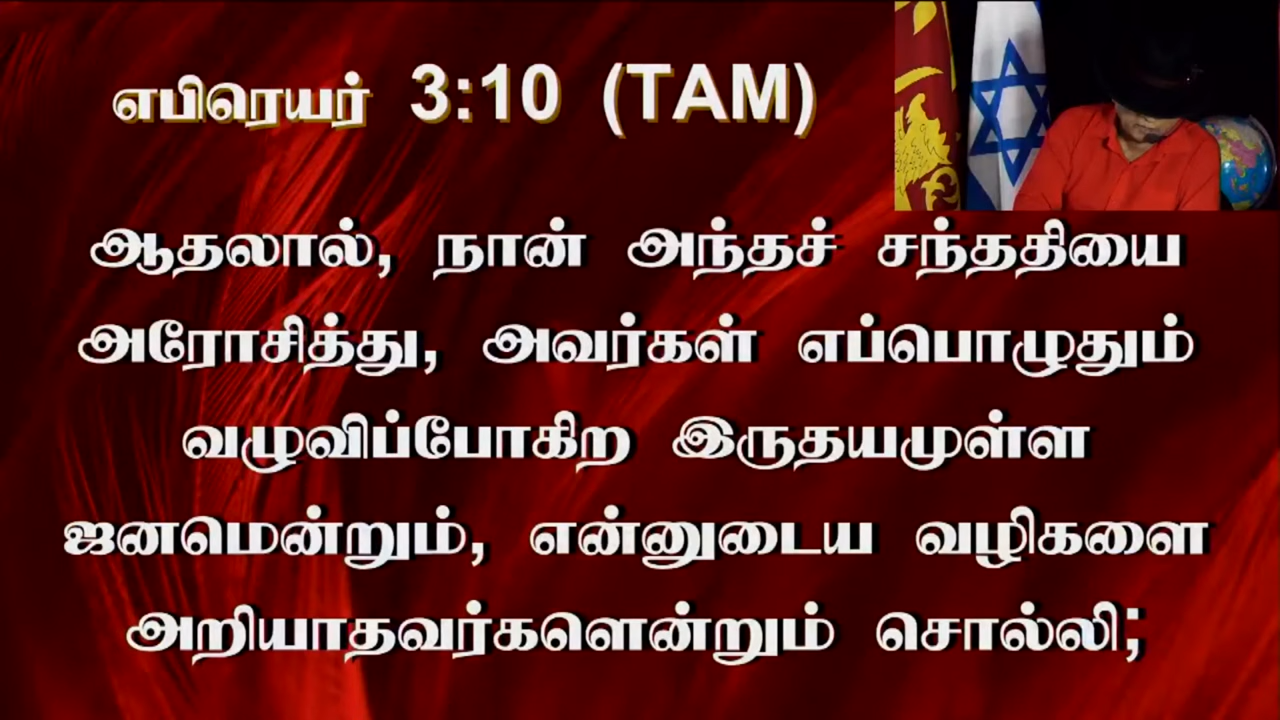 எபிரெயர் 3:10 (TAM)
ஆதலால், நான் அந்தச் சந்ததியை
அரோசித்து, அவர்கள் எப்பொழுதும்
வழுவிப்போகிற இருதயமுள்ள
ஜனமென்றும், என்னுடைய வழிகளை
அறியாதவர்களென்றும் சொல்லி;